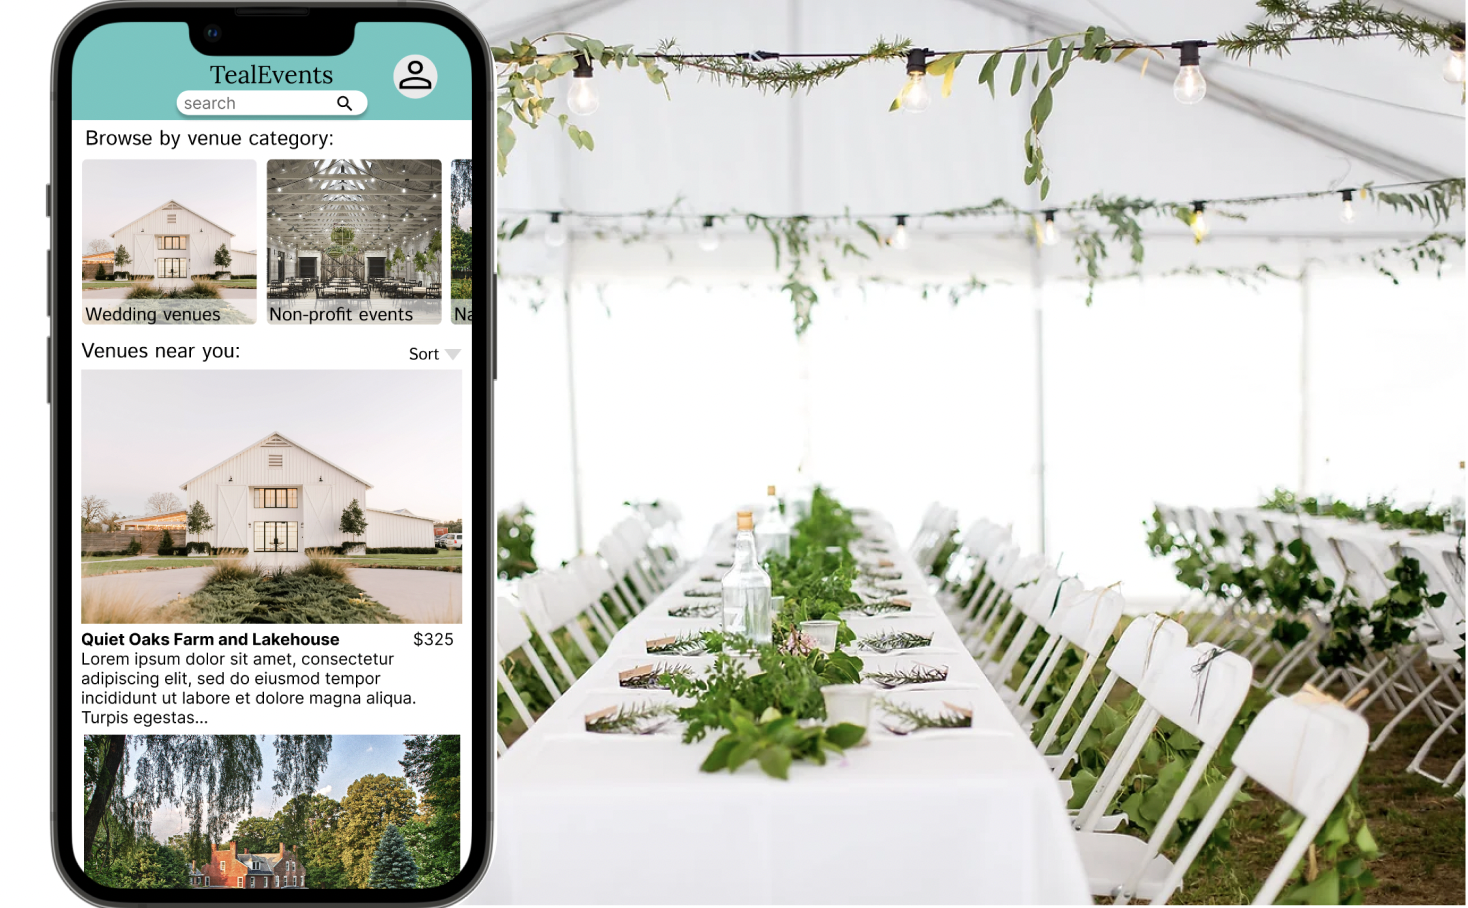 TealEvents
search
Browse by venue category:
Wedding venues
Non-profit events
Na
Venues near you:
Sort
Quiet Oaks Farm and Lakehouse $325
Lorem ipsum dolor sit amet, consectetur
adipiscing elit, sed do eiusmod tempor
incididunt ut labore et dolore magna aliqua.
Turpis egestas...